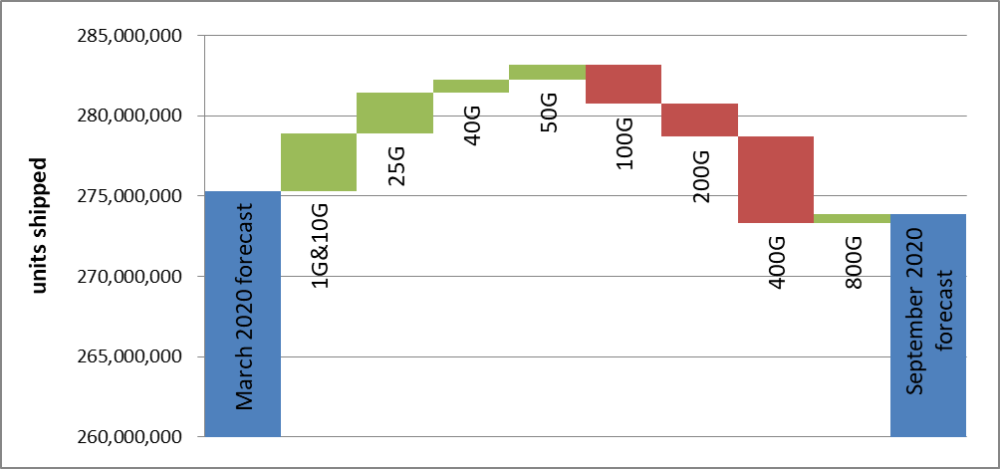 285,000,000
280,000,000
275,000,000
270,000,000
265,000,000
260,000,000
units shipped
March 2020 forecast
1G&10G
25G
40G
50G
100G
200G
400G
800G
September 2020
forecast